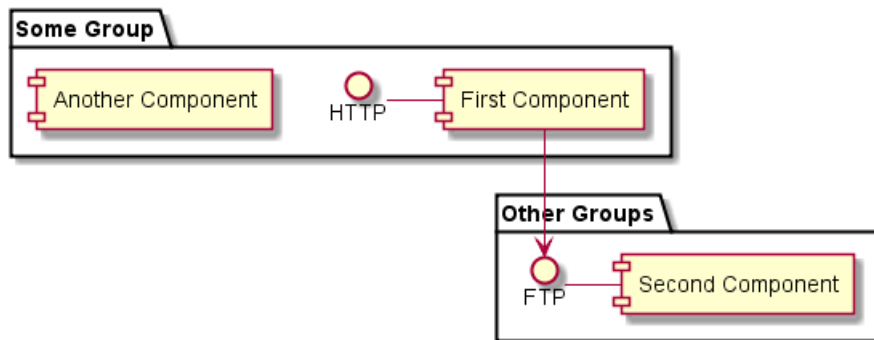 Some Group
Another Component
HTTP
First Component
Other Groups
FTP
Second Component